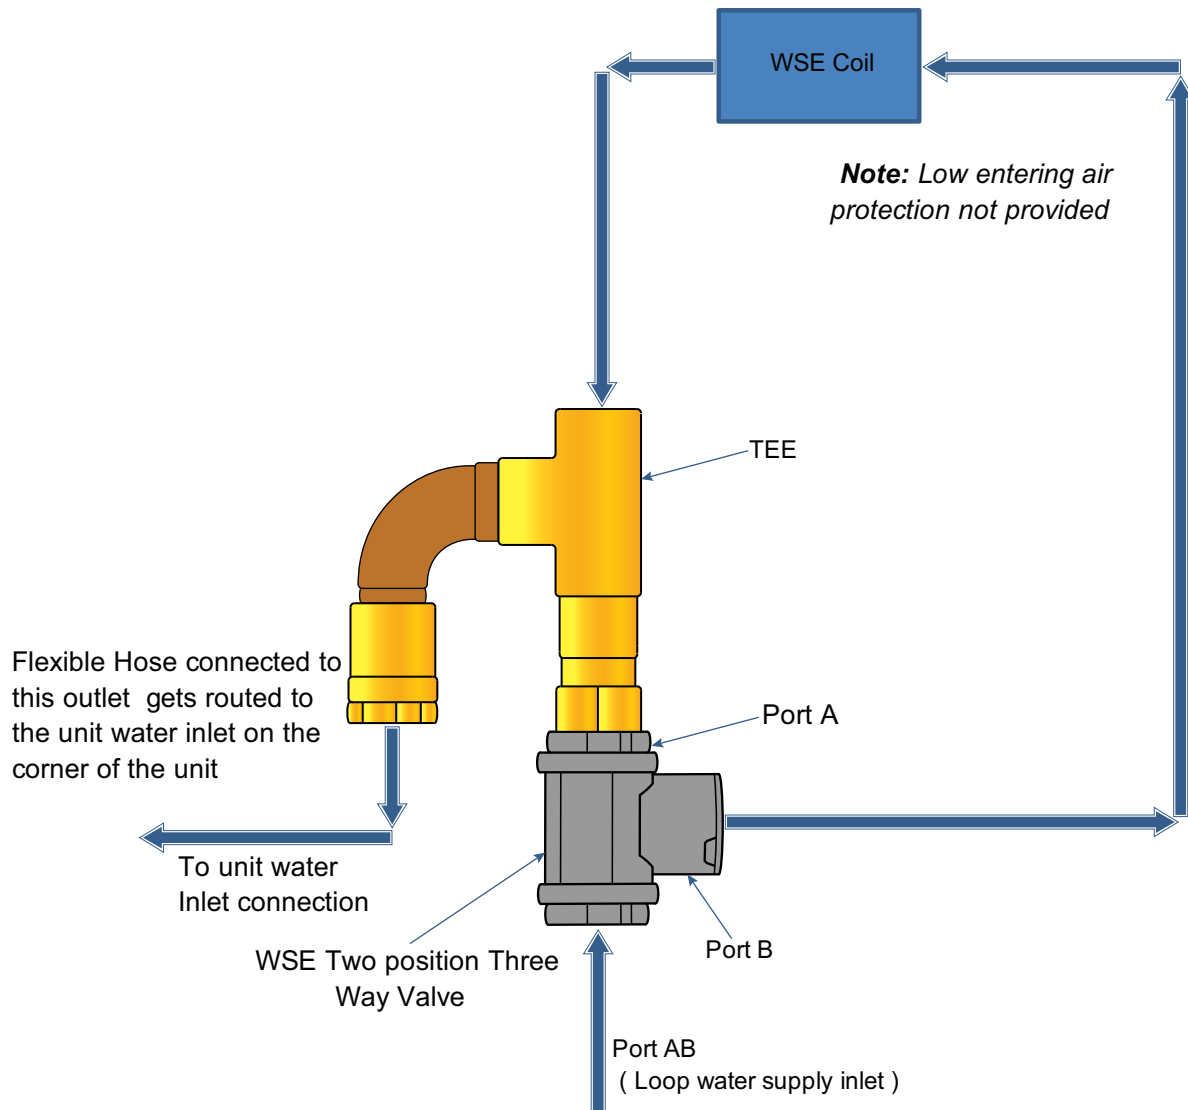 WSE Coil
Note: Low entering air
protection not provided
TEE
Flexible Hose connected to
this outlet gets routed to
the unit water inlet on the
corner of the unit
Port A
To unit water
Inlet connection
Port B
WSE Two position Three
Way Valve
Port AB
( Loop water supply inlet )